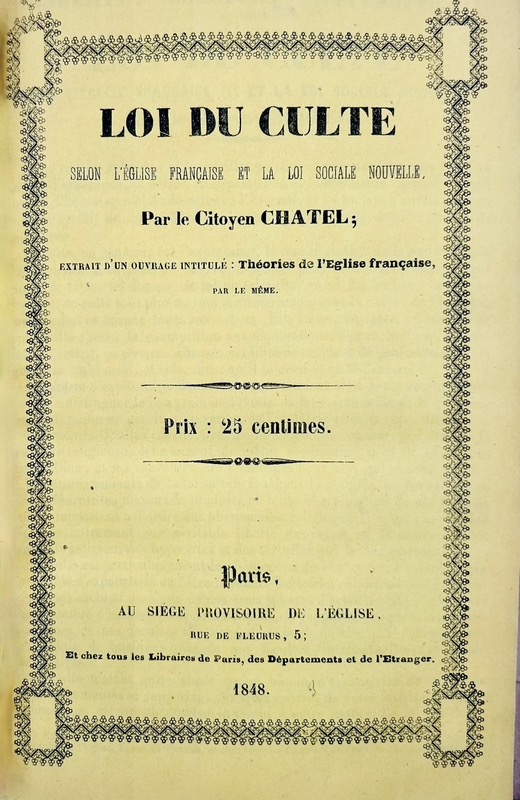 LOI DU CULTE
SELON L'ÉGLISE FRANÇAISE ET LA LOI SOCIALE NOUVELLE,
Par le Citoyen CHATEL;
EXTRAIT D'UN OUVRAGE INTITULÉ : Théories de l'Eglise française,
PAR LE MÊME.
Prix : 25 centimes.
Paris,
AU SIÉGE PROVISOIRE DE L'ÉGLISE,
RUE DE FLEURUS, 5;
Et chez tous les Libraires de Paris, des Départements et de l'Etranger.
1848.